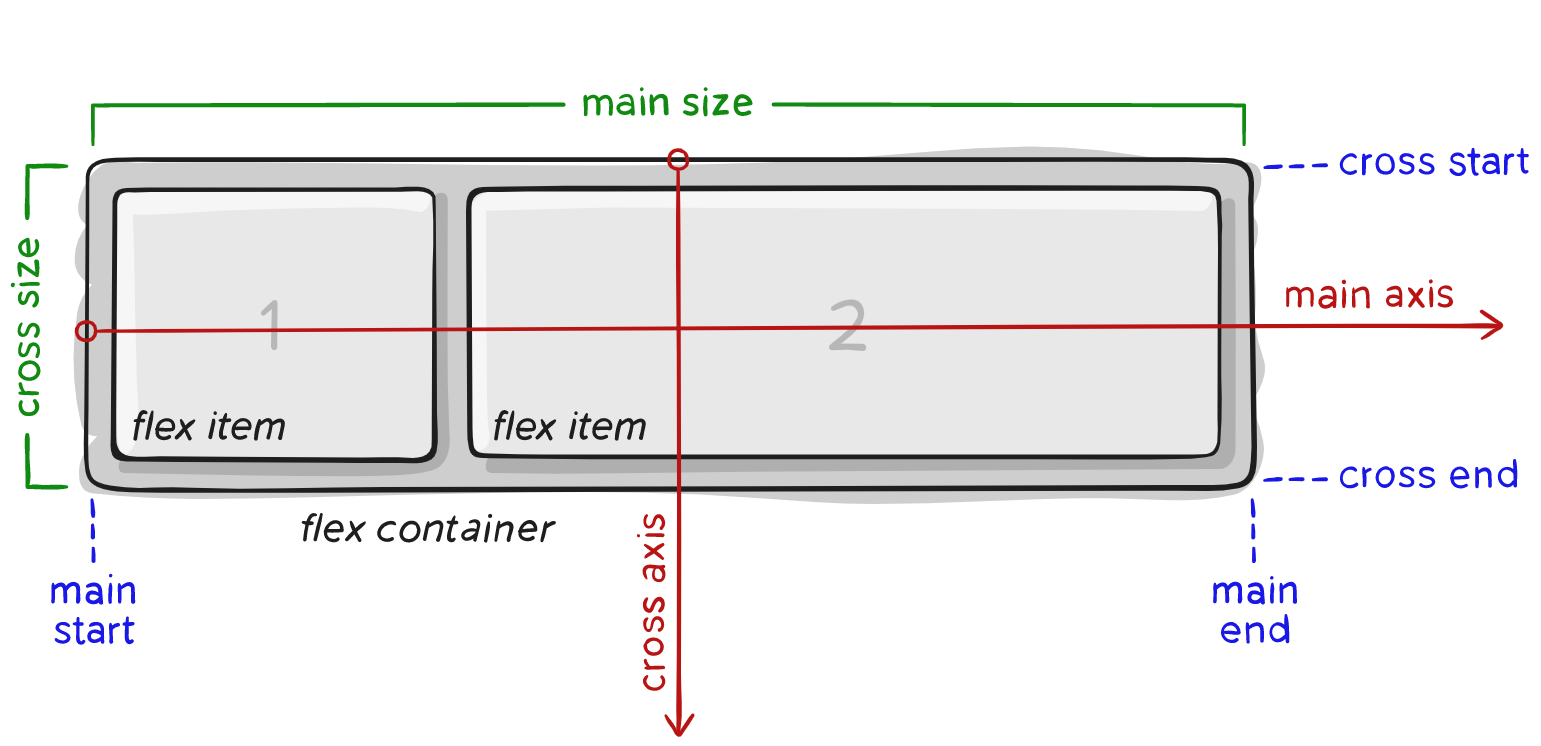 main size
cross start
cross size
main axis
1
2
flex item
flex item
cross end
flex container
cross axis
main
start
main
end